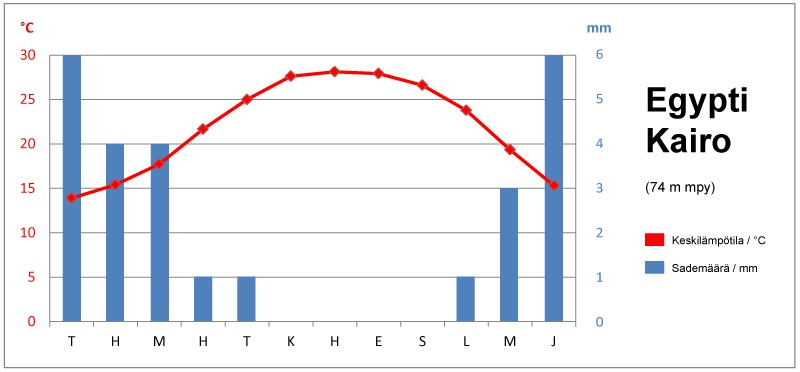 °C
mm
30
25
20
15
10
5
0
6
5
4
3
2
1
0
T H M H T K H E S L M J
Egypti
Kairo
(74 m mpy)
Keskilämpötila / °C
Sademäärä / mm